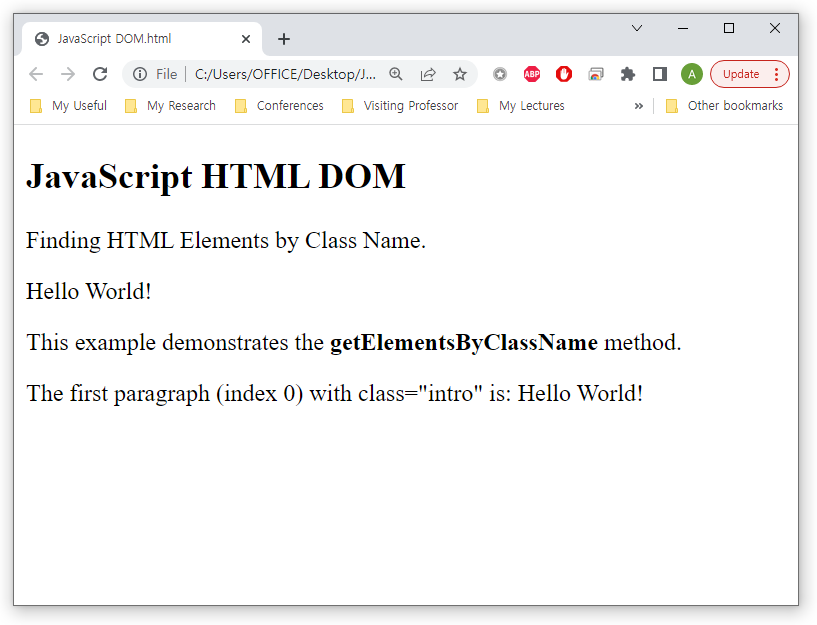 JavaScript DOM.html
File
C:/Users/OFFICE/Desktop/J...
ABP
A
Update
My Useful
My Research
Conferences
Visiting Professor
My Lectures
»
Other bookmarks
JavaScript HTML DOM
Finding HTML Elements by Class Name.
Hello World!
This example demonstrates the getElementsByClassName method.
The first paragraph (index 0) with class="intro" is: Hello World!